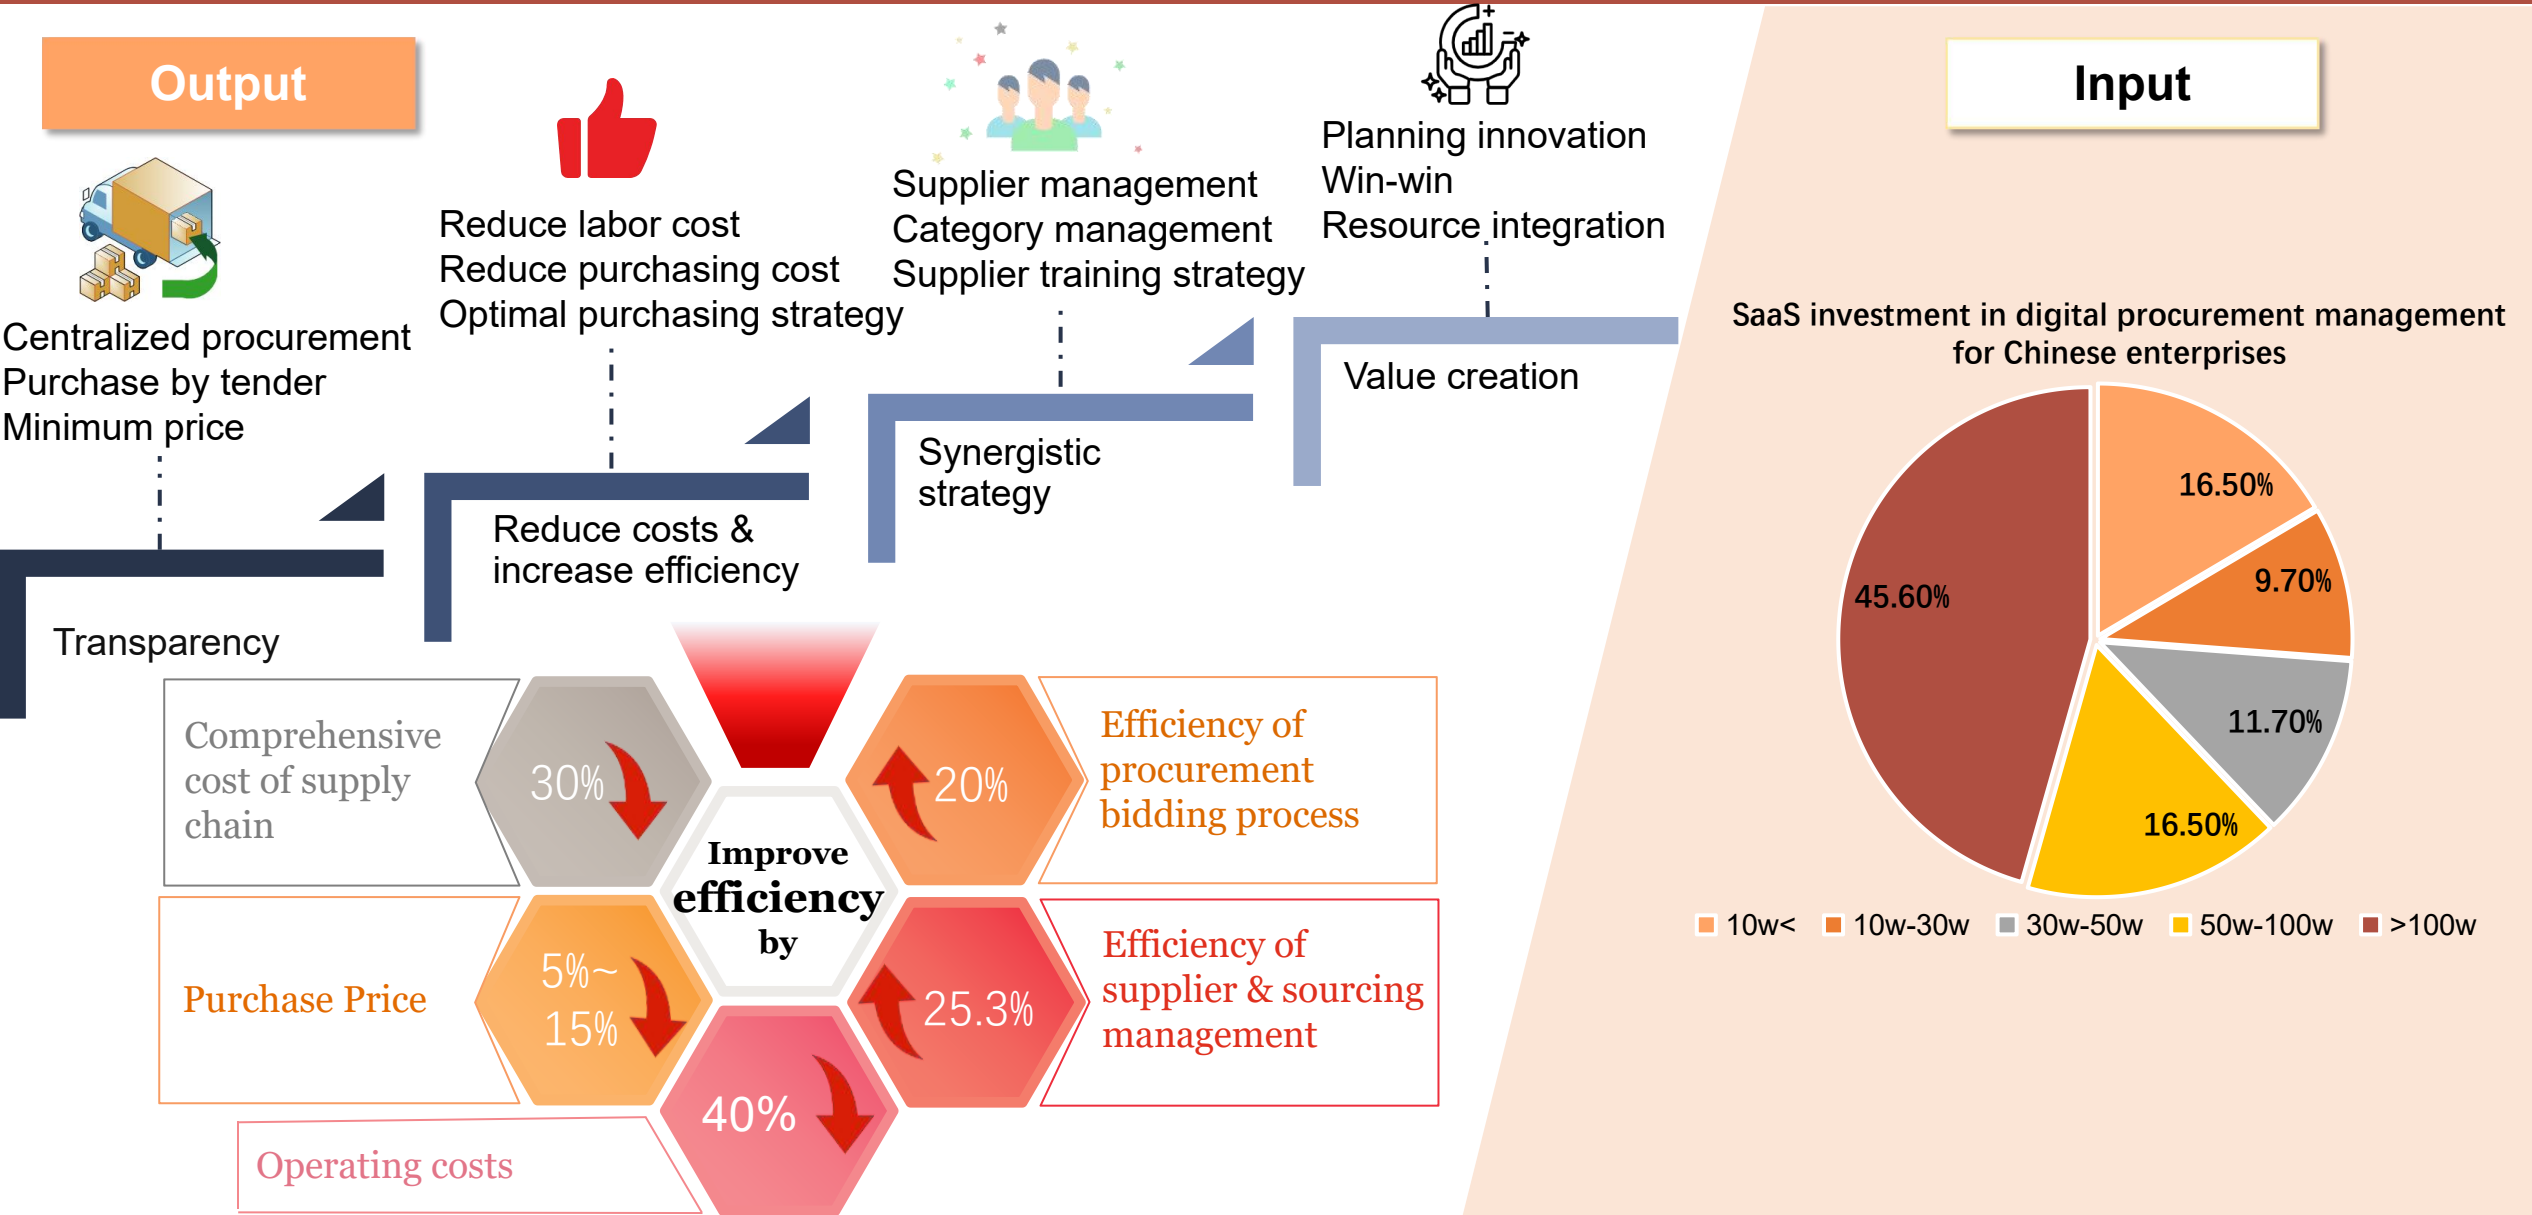 Output
Centralized procurement
Purchase by tender
Minimum price
Transparency
Reduce labor cost
Reduce purchasing cost
Optimal purchasing strategy
Reduce costs &
increase efficiency
Supplier management
Category management
Supplier training strategy
Synergistic
strategy
Planning innovation
Win-win
Resource integration
Value creation
Comprehensive
cost of supply
chain
30%
Purchase Price
5%~
15%
Operating costs
40%
Improve
efficiency
by
20%
Efficiency of
procurement
bidding process
25.3%
Efficiency of
supplier & sourcing
management
Input
SaaS investment in digital procurement management
for Chinese enterprises
16.50%
9.70%
11.70%
16.50%
45.60%
10w< 10w-30w 30w-50w 50w-100w >100w